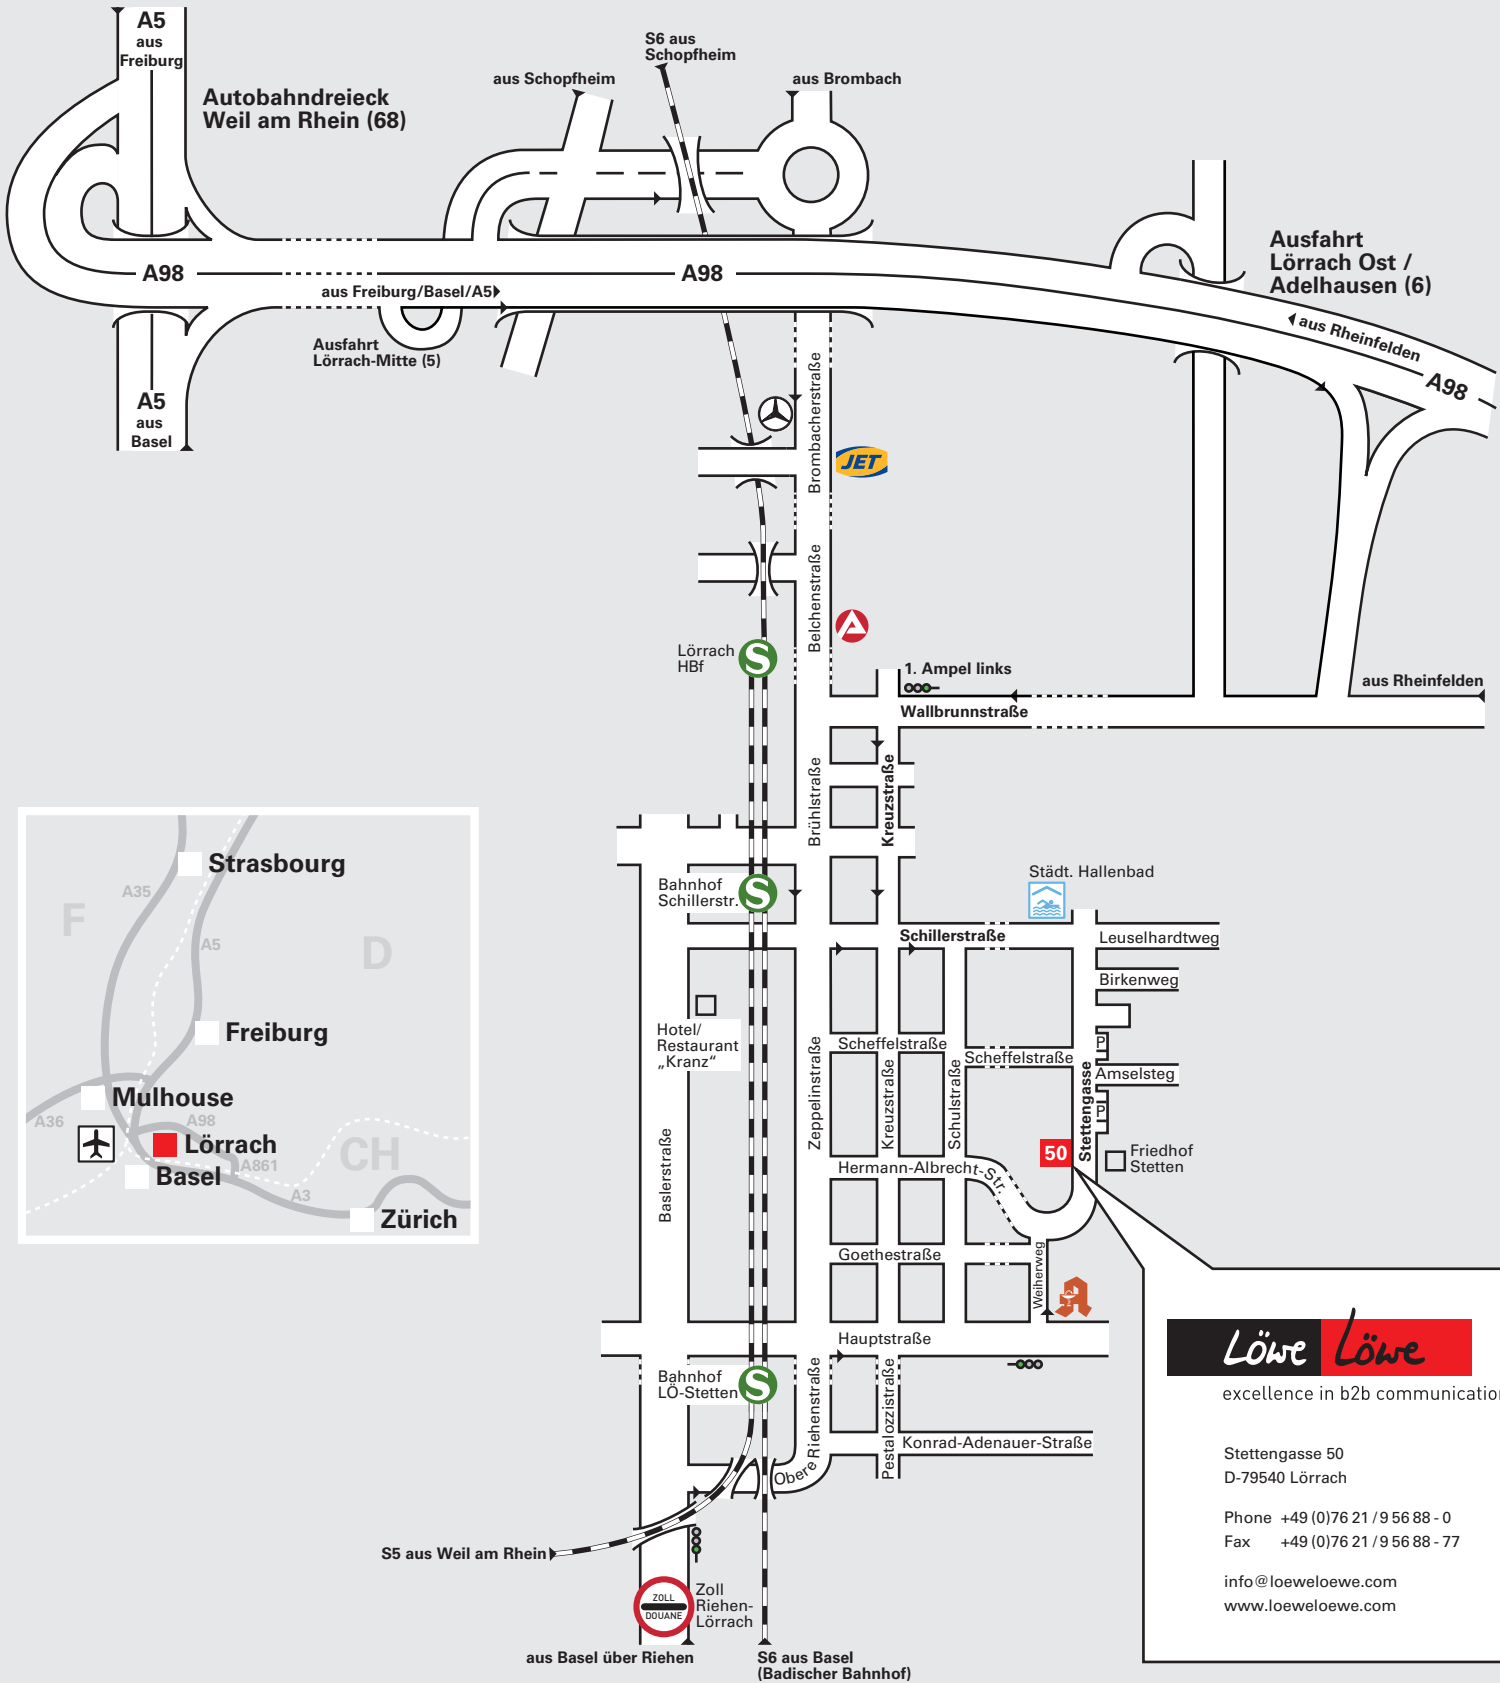 A5
aus
Freiburg
Autobahndreieck
Weil am Rhein (68)
aus Schopfheim
S6 aus
Schopfheim
aus Brombach
A98
A98
aus Freiburg/Basel/A5
Ausfahrt
Lörrach-Mitte (5)
A5
aus
Basel
Ausfahrt
Lörrach Ost /
Adelhausen (6)
aus Rheinfelden
A98
Brombacherstraße
JET
Belchenstraße
Lörrach
HBf
S
1. Ampel links
aus Rheinfelden
Wallbrunnstraße
Brühlstraße
Kreuzstraße
Bahnhof
Schillerstr.
S
Städt. Hallenbad
Schillerstraße
Leuselhardtweg
Birkenweg
Hotel/
Restaurant
„Kranz“
Scheffelstraße
Scheffelstraße
P
Amselsteg
P
Zeppelinstraße
Kreuzstraße
Schulstraße
Stettengasse
Baslerstraße
50
Friedhof
Stetten
Hermann-Albrecht-Str.
Goethestraße
Weiherweg
Hauptstraße
Bahnhof
LÖ-Stetten
S
Obere Riehenstraße
Pestalozzistraße
Konrad-Adenauer-Straße
S5 aus Weil am Rhein
ZOLL
DOUANE
Zoll
Riehen-
Lörrach
aus Basel über Riehen
S6 aus Basel
(Badischer Bahnhof)
Strasbourg
A35
F
A5
D
Freiburg
Mulhouse
A36
A98
Lörrach
CH
A861
Basel
A3
Zürich
Löwe Löwe
excellence in b2b communication
Stettengasse 50
D-79540 Lörrach
Phone +49 (0)76 21 / 9 56 88 - 0
Fax +49 (0)76 21 / 9 56 88 - 77
info@loeweloewe.com
www.loeweloewe.com